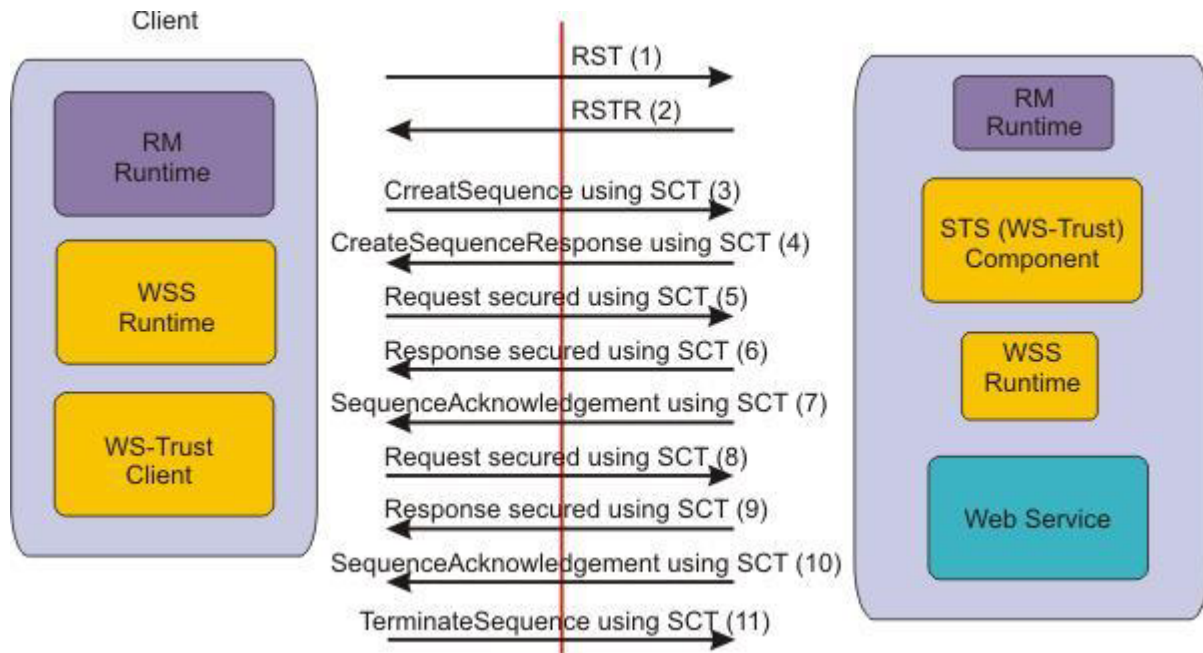 Client
RM
Runtime
WSS
Runtime
WS-Trust
Client
RST (1)
RSTR (2)
CrreatSequence using SCT (3)
CreateSequenceResponse using SCT (4)
Request secured using SCT (5)
Response secured using SCT (6)
SequenceAcknowledgement using SCT (7)
Request secured using SCT (8)
Response secured using SCT (9)
SequenceAcknowledgement using SCT (10)
TerminateSequence using SCT (11)
RM
Runtime
STS (WS-Trust)
Component
WSS
Runtime
Web Service